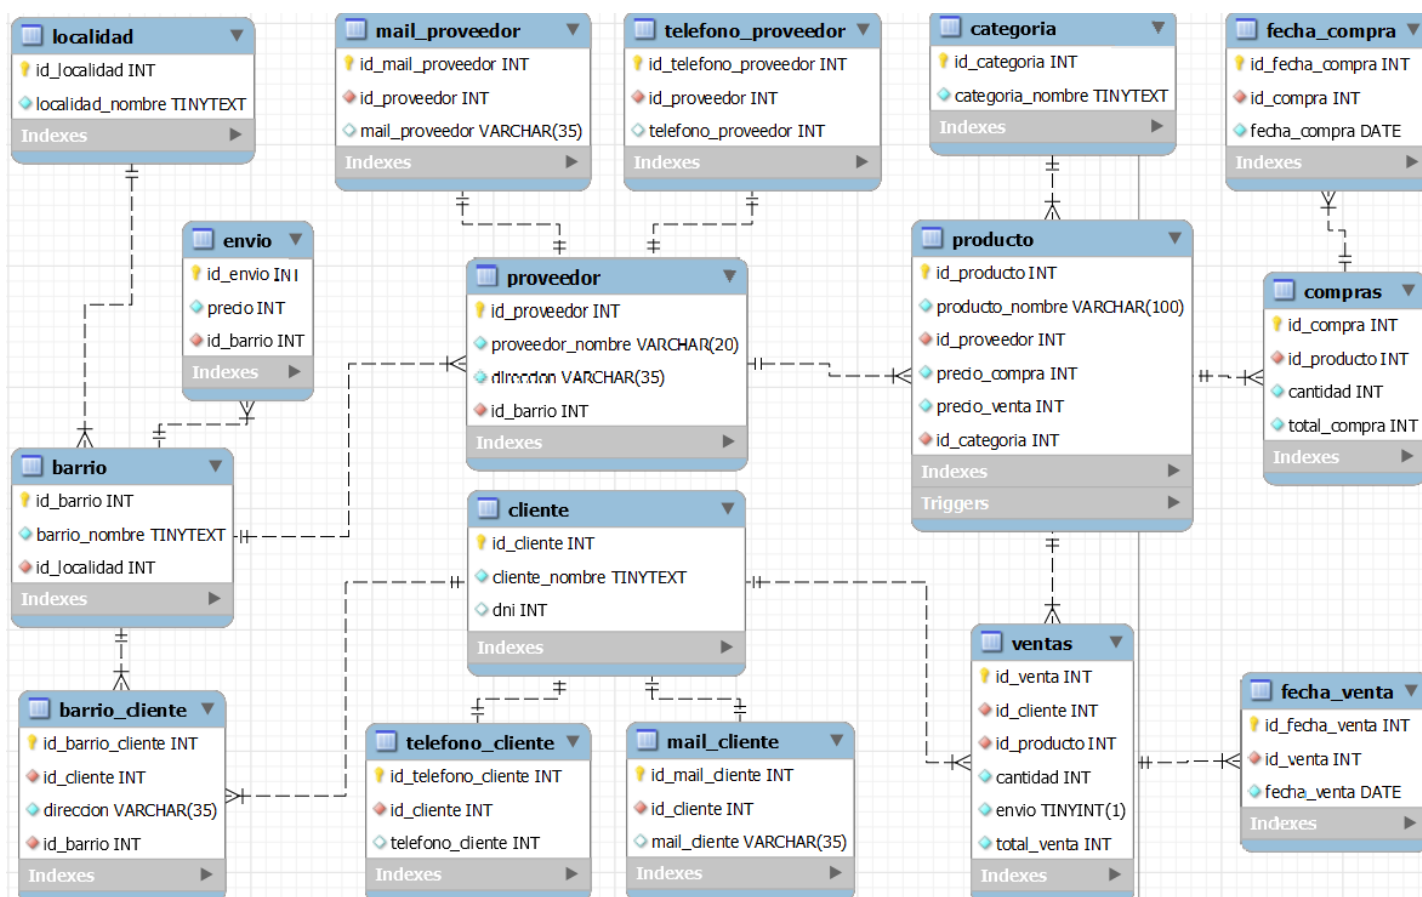 localidad
id_localidad INT
localidad_nombre TINYTEXT
Indexes
mail_proveedor
id_mail_proveedor INT
id_proveedor INT
mail_proveedor VARCHAR(35)
Indexes
telefono_proveedor
id_telefono_proveedor INT
id_proveedor INT
telefono_proveedor INT
Indexes
categoria
id_categoria INT
categoria_nombre TINYTEXT
Indexes
fecha_compra
id_fecha_compra INT
id_compra INT
fecha_compra DATE
Indexes
envio
id_envio INT
precio INT
id_barrio INT
Indexes
proveedor
id_proveedor INT
proveedor_nombre VARCHAR(20)
direccion VARCHAR(35)
id_barrio INT
Indexes
producto
id_producto INT
producto_nombre VARCHAR(100)
id_proveedor INT
precio_compra INT
precio_venta INT
id_categoria INT
Indexes
Triggers
compras
id_compra INT
id_producto INT
cantidad INT
total_compra INT
Indexes
barrio
id_barrio INT
barrio_nombre TINYTEXT
id_localidad INT
Indexes
cliente
id_cliente INT
cliente_nombre TINYTEXT
dni INT
Indexes
barrio_cliente
id_barrio_cliente INT
id_cliente INT
direccion VARCHAR(35)
id_barrio INT
Indexes
telefono_cliente
id_telefono_cliente INT
id_cliente INT
telefono_cliente INT
Indexes
mail_cliente
id_mail_cliente INT
id_cliente INT
mail_cliente VARCHAR(35)
Indexes
ventas
id_venta INT
id_cliente INT
id_producto INT
cantidad INT
envio TINYINT(1)
total_venta INT
Indexes
fecha_venta
id_fecha_venta INT
id_venta INT
fecha_venta DATE
Indexes